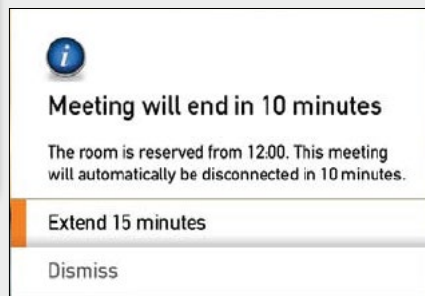 i
Meeting will end in 10 minutes
The room is reserved from 12:00. This meeting
will automatically be disconnected in 10 minutes.
Extend 15 minutes
Dismiss